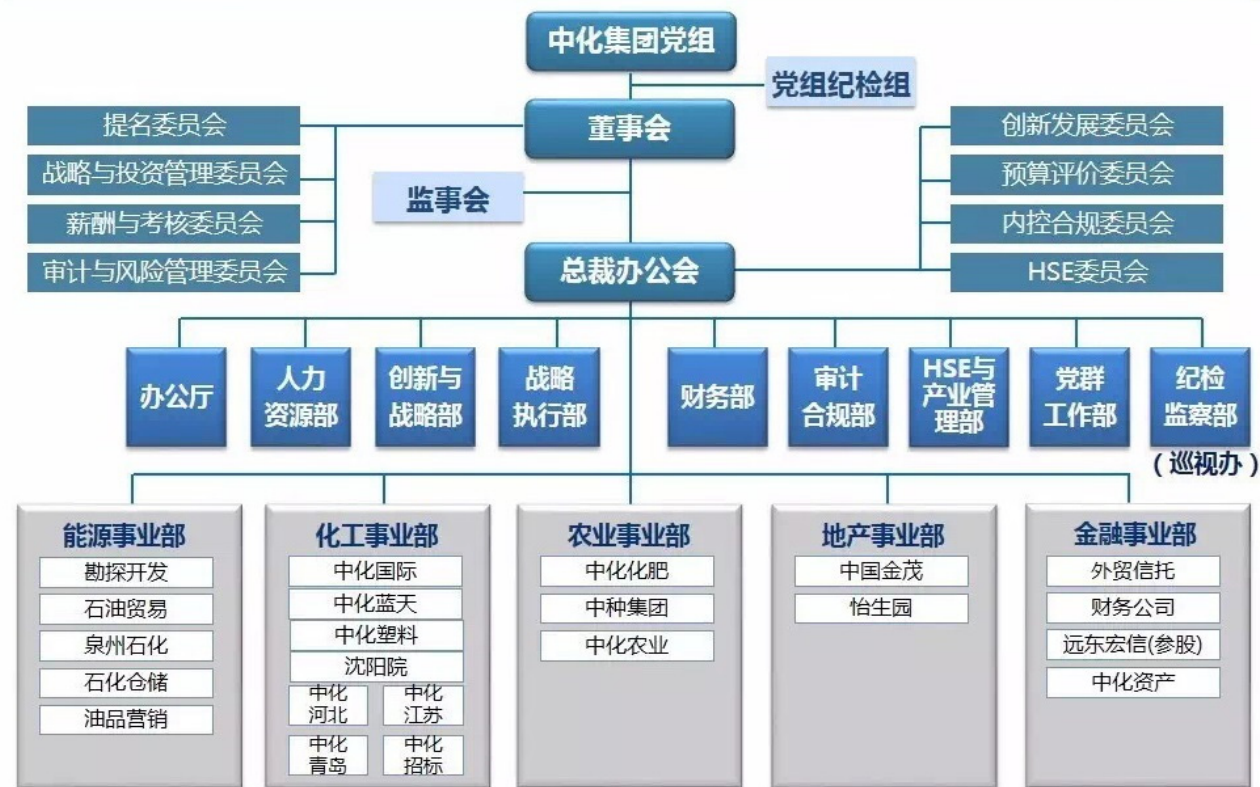 中化集团党组
党组纪检组
董事会
提名委员会
战略与投资管理委员会
薪酬与考核委员会
审计与风险管理委员会
监事会
创新发展委员会
预算评价委员会
内控合规委员会
HSE委员会
总裁办公会
办公厅
人力
资源部
创新与
战略部
战略
执行部
财务部
审计
合规部
HSE与
产业管
理部
党群
工作部
纪检
监察部
（巡视办）
能源事业部
勘探开发
石油贸易
泉州石化
石化仓储
油品营销
化工事业部
中化国际
中化蓝天
中化塑料
沈阳院
中化
河北
中化
江苏
中化
青岛
中化
招标
农业事业部
中化化肥
中种集团
中化农业
地产事业部
中国金茂
怡生园
金融事业部
外贸信托
财务公司
远东宏信(参股)
中化资产